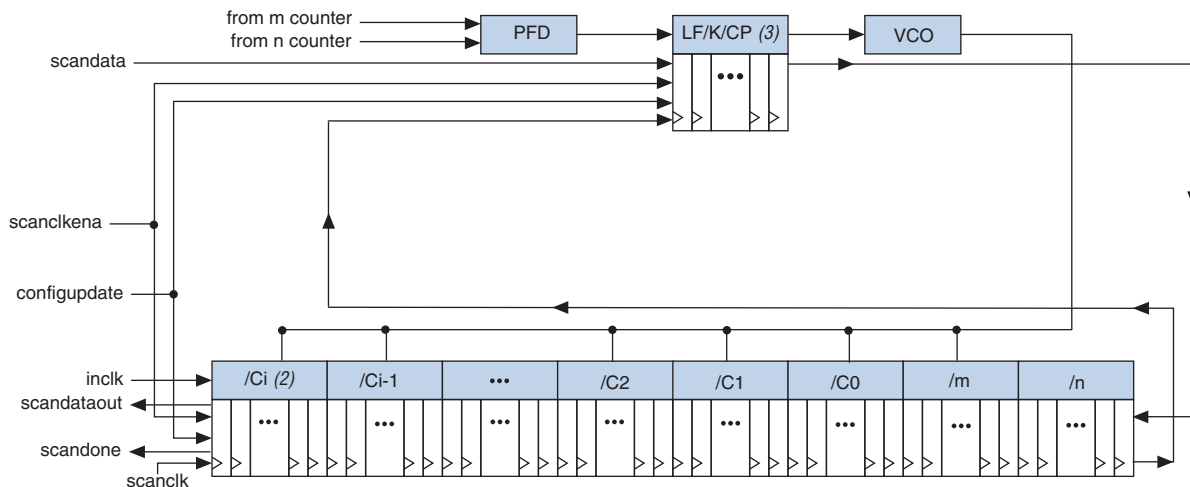 from m counter
from n counter
PFD
LF/K/CP (3)
VCO
scandata
•••
scanclkena
configupdate
inclk
/Ci (2)
/Ci-1
•••
/C2
/C1
/C0
/m
/n
scandataout
•••
•••
•••
•••
•••
•••
•••
scandone
scanclk